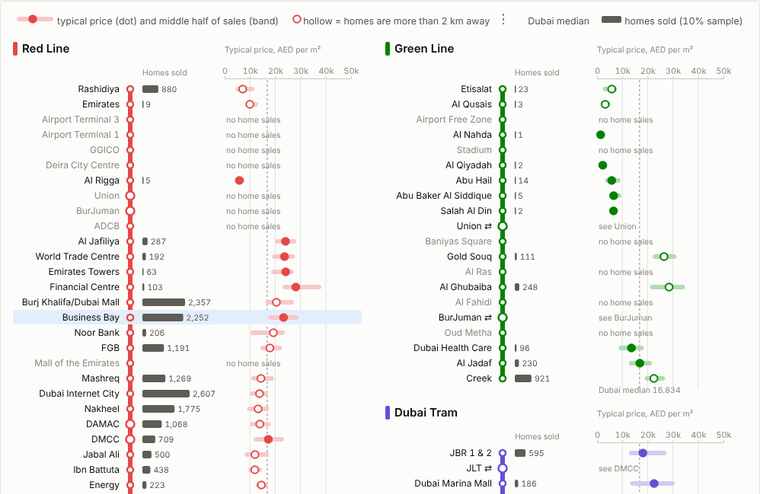 typical price (dot) and middle half of sales (band) hollow = homes are more than 2 km away Dubai median homes sold (10% sample)
Red Line Typical price, AED per m²
Homes sold 0 10k 20k 30k 40k 50k
Rashidiya 880
Emirates 9
Airport Terminal 3 no home sales
Airport Terminal 1 no home sales
GGICO no home sales
Deira City Centre no home sales
Al Rigga 5
Union no home sales
BurJuman no home sales
ADCB no home sales
Al Jafiliya 287
World Trade Centre 192
Emirates Towers 63
Financial Centre 103
Burj Khalifa/Dubai Mall 2,357
Business Bay 2,252
Noor Bank 206
FGB 1,191
Mall of the Emirates no home sales
Mashreq 1,269
Dubai Internet City 2,607
Nakheel 1,775
DAMAC 1,068
DMCC 709
Jabal Ali 500
Ibn Battuta 438
Energy 223
Green Line Typical price, AED per m²
Homes sold 0 10k 20k 30k 40k 50k
Etisalat 23
Al Qusais 3
Airport Free Zone no home sales
Al Nahda 1
Stadium no home sales
Al Qiyadah 2
Abu Hail 14
Abu Baker Al Siddique 5
Salah Al Din 2
Union ⇄ see Union
Baniyas Square no home sales
Gold Souq 111
Al Ras no home sales
Al Ghubaiba 248
Al Fahidi no home sales
BurJuman ⇄ see BurJuman
Oud Metha no home sales
Dubai Health Care 96
Al Jadaf 230
Creek 921
Dubai median 16,834
Dubai Tram Typical price, AED per m²
Homes sold 0 10k 20k 30k 40k 50k
JBR 1 & 2 595
JLT ⇄ see DMCC
Dubai Marina Mall 186